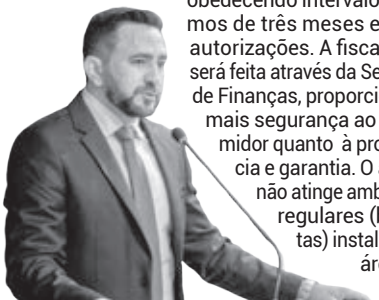 obedecendo intervalo
mos de três meses e
autorizações. A fisca
será feita através da Se
de Finanças, proporci
mais segurança ao
midor quanto à pro
cia e garantia. O
não atinge amb
regulares (
tas) instal
áre